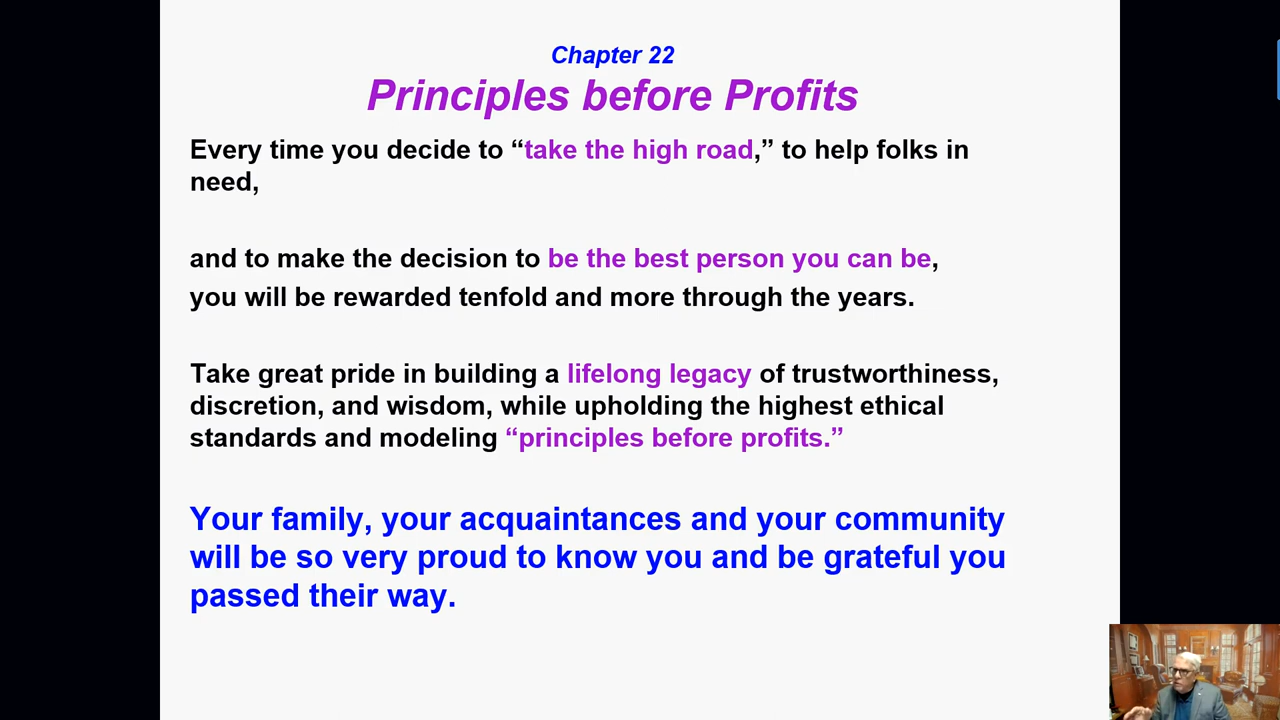 Chapter 22
Principles before Profits
Every time you decide to “take the high road,” to help folks in
need,
and to make the decision to be the best person you can be,
you will be rewarded tenfold and more through the years.
Take great pride in building a lifelong legacy of trustworthiness,
discretion, and wisdom, while upholding the highest ethical
standards and modeling “principles before profits.”
Your family, your acquaintances and your community
will be so very proud to know you and be grateful you
passed their way.